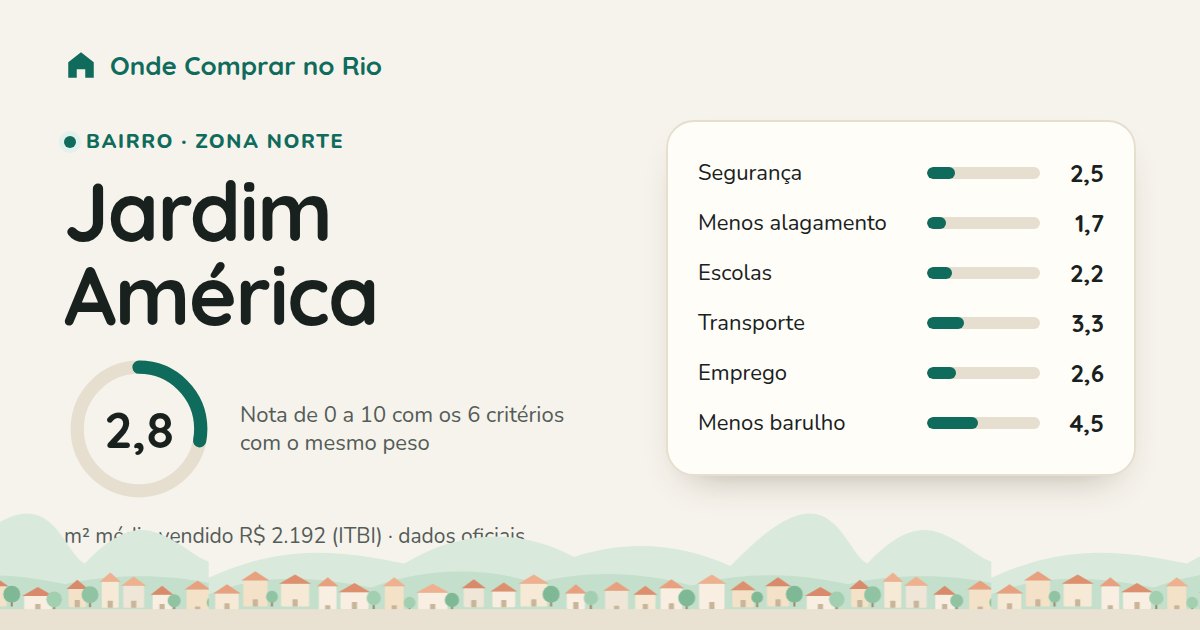 Onde Comprar no Rio
BAIRRO · ZONA NORTE
Jardim
América
2,8
Nota de 0 a 10 com os 6 critérios
com o mesmo peso
m² médio vendido R$ 2.192 (ITBI) · dados oficiais
Segurança 2,5
Menos alagamento 1,7
Escolas 2,2
Transporte 3,3
Emprego 2,6
Menos barulho 4,5